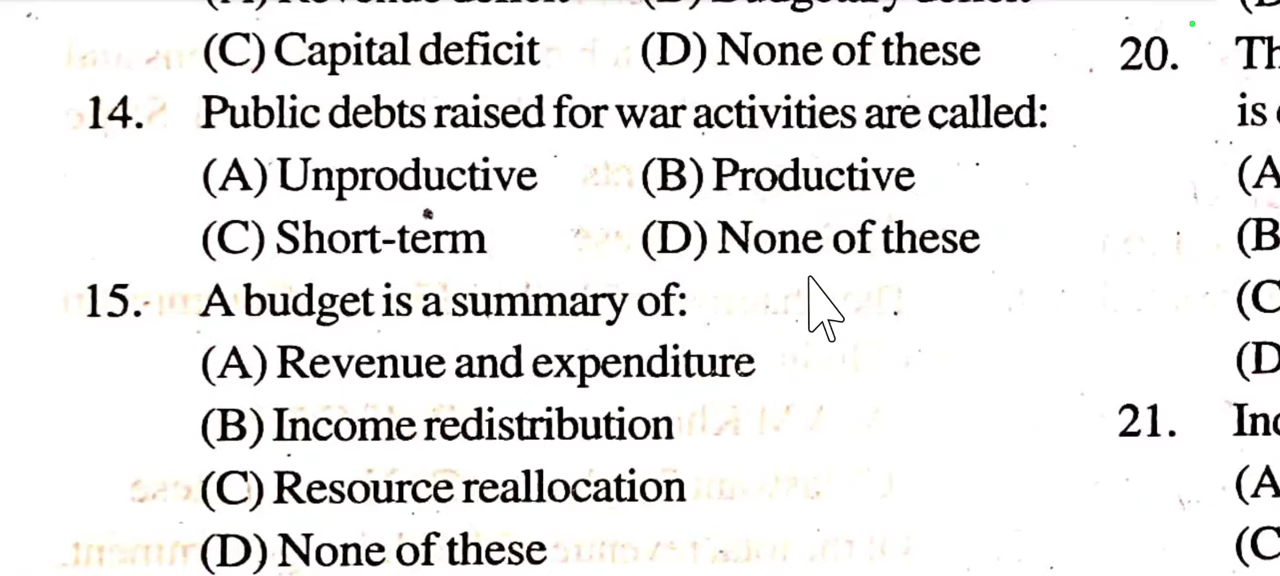 (C) Capital deficit (D) None of these
14. Public debts raised for war activities are called:
(A) Unproductive (B) Productive
(C) Short-term (D) None of these
15. A budget is a summary of:
(A) Revenue and expenditure
(B) Income redistribution
(C) Resource reallocation
(D) None of these
20. Th
is
(A
(B
(C
(D
21. Inc
(A
(C